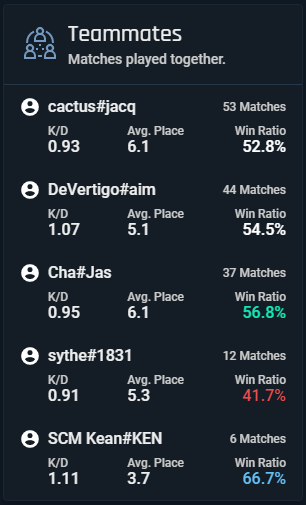 Teammates
Matches played together.
cactus#jacq 53 Matches
K/D Avg. Place Win Ratio
0.93 6.1 52.8%
DeVertigo#aim 44 Matches
K/D Avg. Place Win Ratio
1.07 5.1 54.5%
Cha#Jas 37 Matches
K/D Avg. Place Win Ratio
0.95 6.1 56.8%
sythe#1831 12 Matches
K/D Avg. Place Win Ratio
0.91 5.3 41.7%
SCM Kean#KEN 6 Matches
K/D Avg. Place Win Ratio
1.11 3.7 66.7%